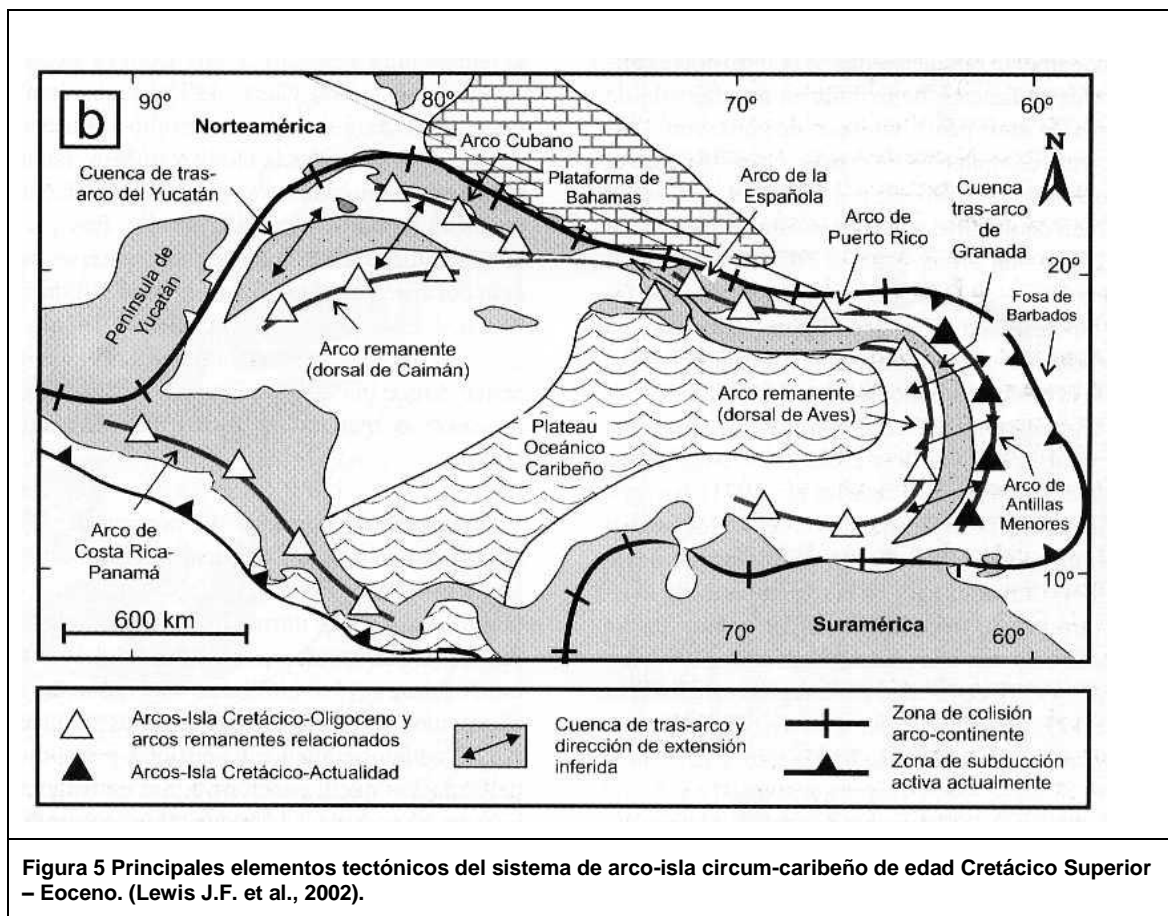 b
90º
80º
70º
60º
Norteamérica
Arco Cubano
N
Cuenca de tras-
arco de Yucatán
Plataforma de
Bahamas
Arco de la
Española
Arco de
Puerto Rico
Cuenca
tras-arco
de
Granada
20º
Península de
Yucatán
Fosa de
Barbados
Arco remanente
(dorsal de Caimán)
Arco remanente
(dorsal de Aves)
Plateau
Oceánico
Caribeño
Arco de
Antillas
Menores
Arco de
Costa Rica-
Panamá
10º
600 km
70º
Suramérica
60º
Arcos-Isla Cretácico-Oligoceno y
arcos remanentes relacionados
Arcos-Isla Cretácico-Actualidad
Cuenca de tras-arco y
dirección de extensión
inferida
Zona de colisión
arco-continente
Zona de subducción
activa actualmente
Figura 5 Principales elementos tectónicos del sistema de arco-isla circum-caribeño de edad Cretácico Superior
– Eoceno. (Lewis J.F. et al., 2002).